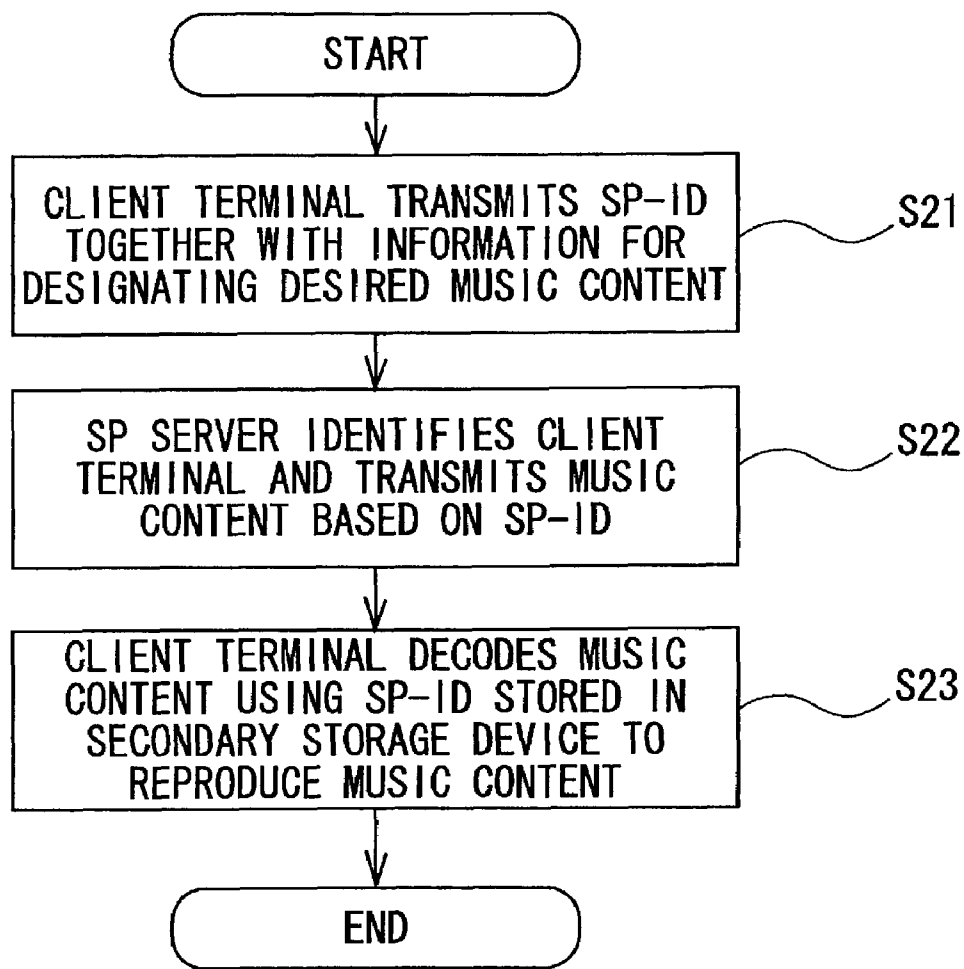 START
CLIENT TERMINAL TRANSMITS SP-ID
TOGETHER WITH INFORMATION FOR
DESIGNATING DESIRED MUSIC CONTENT
S21
SP SERVER IDENTIFIES CLIENT
TERMINAL AND TRANSMITS MUSIC
CONTENT BASED ON SP-ID
S22
CLIENT TERMINAL DECODES MUSIC
CONTENT USING SP-ID STORED IN
SECONDARY STORAGE DEVICE TO
REPRODUCE MUSIC CONTENT
S23
END